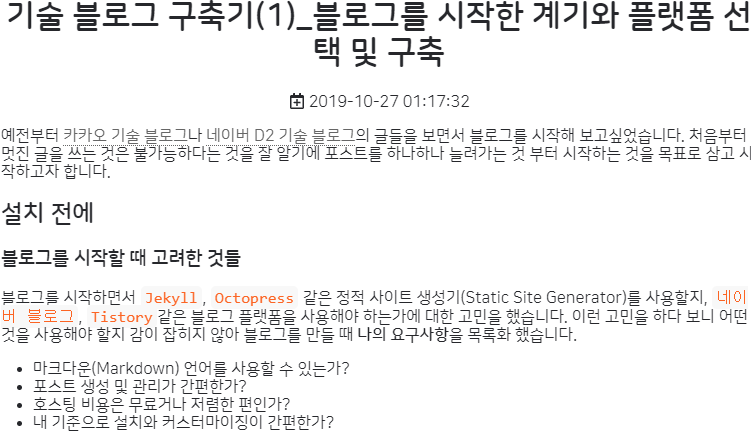 기술 블로그 구축기(1)_블로그를 시작한 계기와 플랫폼 선
택 및 구축
2019-10-27 01:17:32
예전부터 카카오 기술 블로그나 네이버 D2 기술 블로그의 글들을 보면서 블로그를 시작해 보고싶었습니다. 처음부터
멋진 글을 쓰는 것은 불가능하다는 것을 잘 알기에 포스트를 하나하나 늘려가는 것 부터 시작하는 것을 목표로 삼고 시
작하고자 합니다.
설치 전에
블로그를 시작할 때 고려한 것들
블로그를 시작하면서 Jekyll, Octopress 같은 정적 사이트 생성기(Static Site Generator)를 사용할지, 네이
버 블로그, Tistory 같은 블로그 플랫폼을 사용해야 하는가에 대한 고민을 했습니다. 이런 고민을 하다 보니 어떤
것을 사용해야 할지 감이 잡히지 않아 블로그를 만들 때 나의 요구사항을 목록화 했습니다.
• 마크다운(Markdown) 언어를 사용할 수 있는가?
• 포스트 생성 및 관리가 간편한가?
• 호스팅 비용은 무료거나 저렴한 편인가?
• 내 기준으로 설치와 커스터마이징이 간편한가?